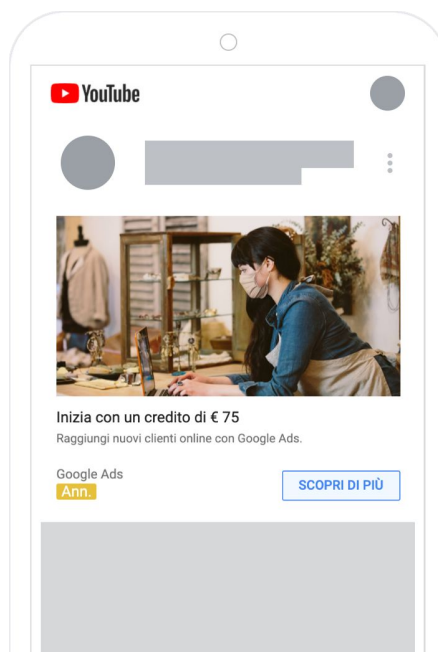 YouTube
Inizia con un credito di € 75
Raggiungi nuovi clienti online con Google Ads.
Google Ads
Ann.
SCOPRI DI PIÙ